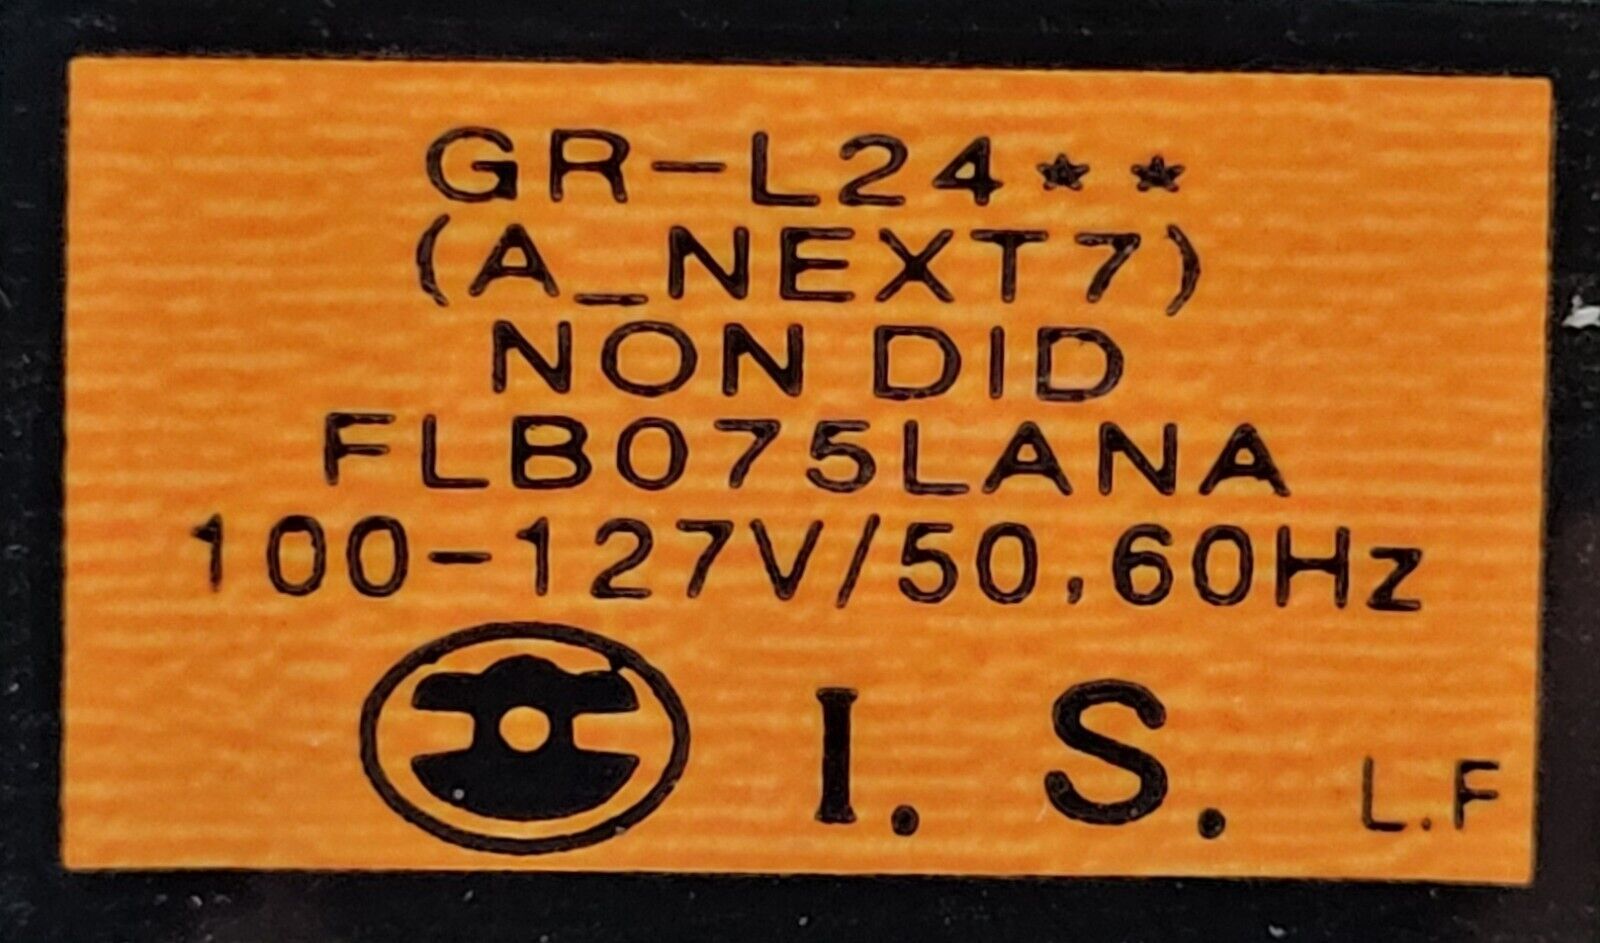 GR-L24**
(A_NEXT7)
NON DID
FLB075LANA
100-127V/50,60Hz
I. S. L.F